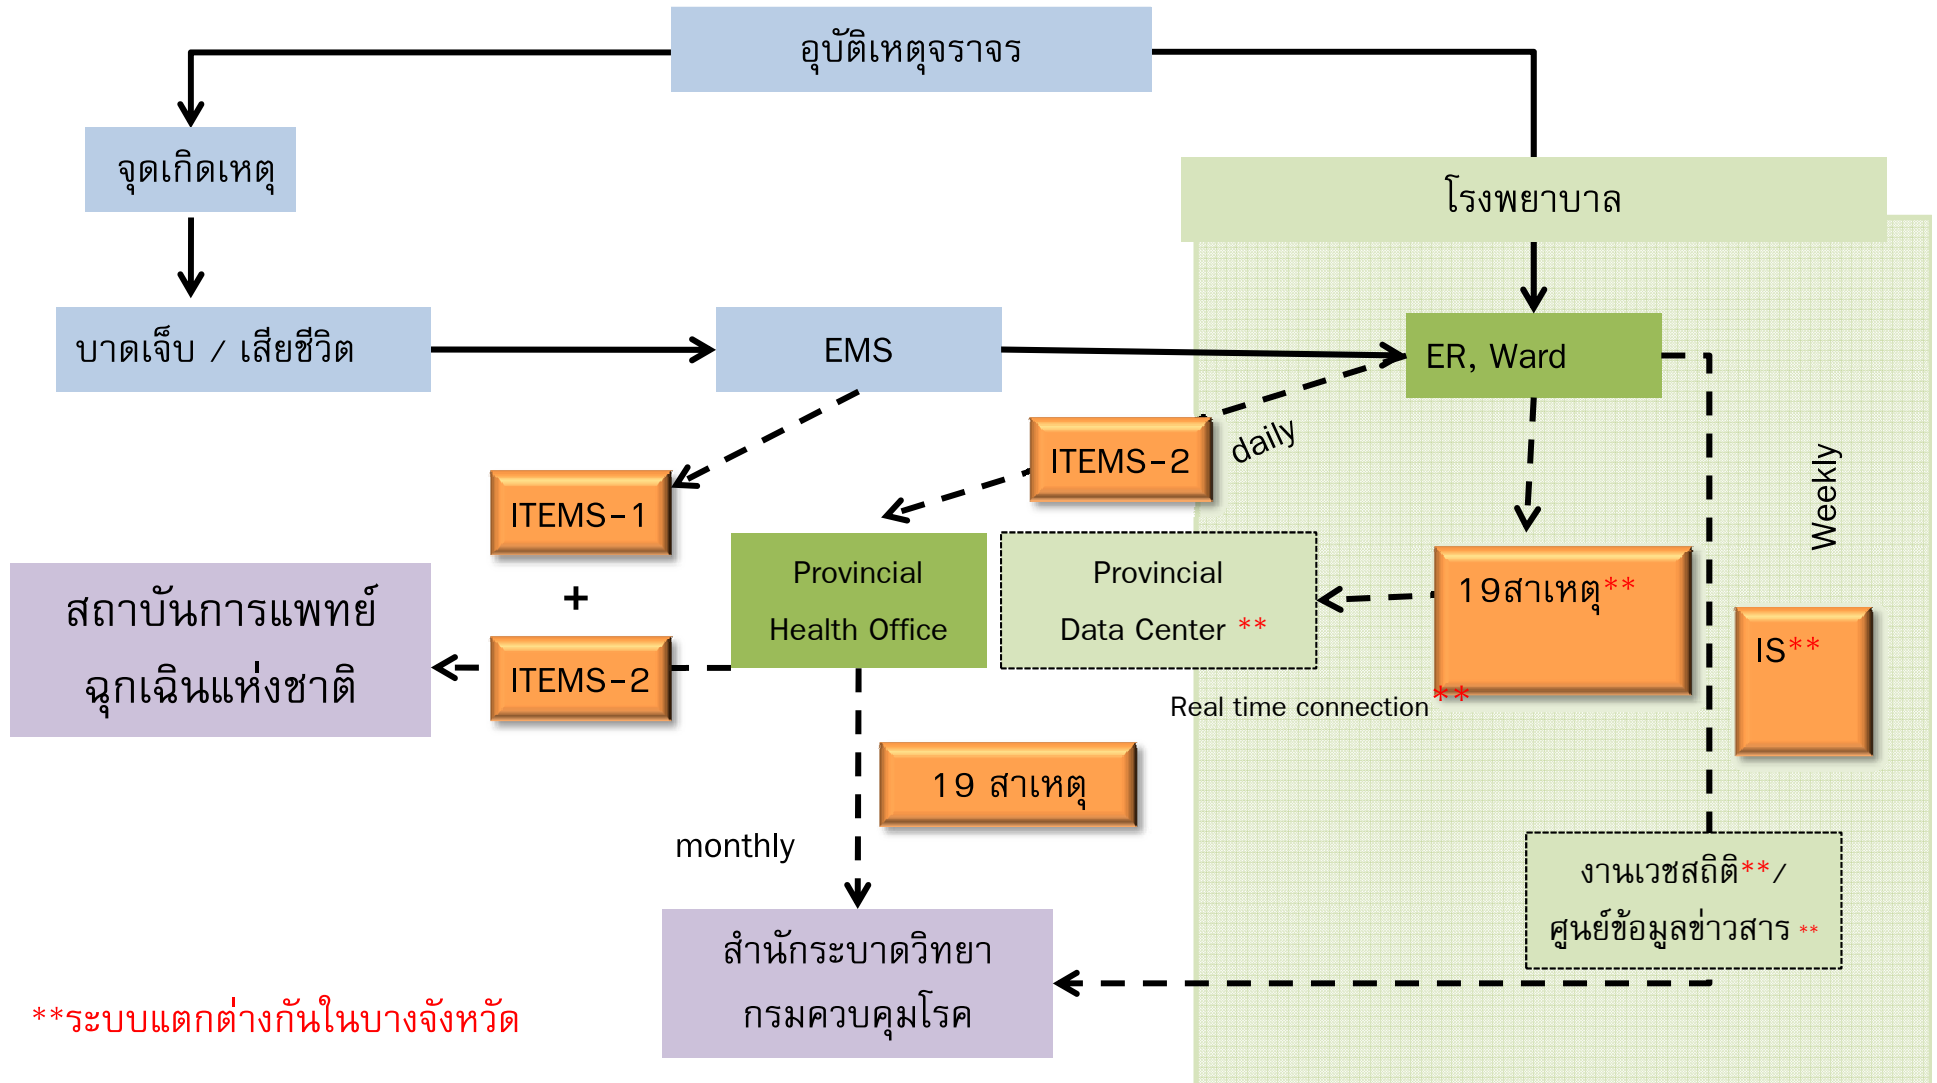 อุบัติเหตุจราจร
จุดเกิดเหตุ
โรงพยาบาล
บาดเจ็บ / เสียชีวิต
EMS
ER, Ward
ITEMS-2
daily
Weekly
ITEMS-1
+
ITEMS-2
สถาบันการแพทย์
ฉุกเฉินแห่งชาติ
Provincial
Health Office
Provincial
Data Center **
19สาเหตุ**
IS**
Real time connection**
19 สาเหตุ
monthly
งานเวชสถิติ**/
ศูนย์ข้อมูลข่าวสาร **
สำนักระบาดวิทยา
กรมควบคุมโรค
**ระบบแตกต่างกันในบางจังหวัด